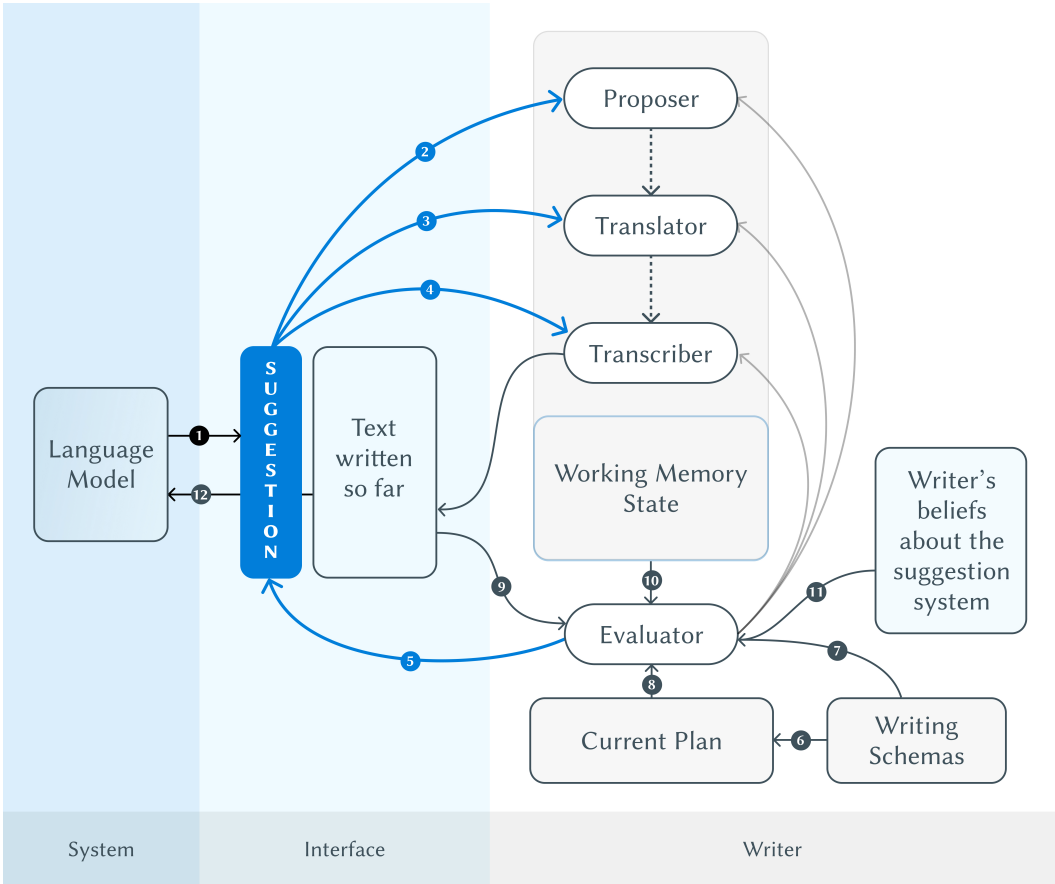 Proposer
2
Translator
3
4
Transcriber
SUGGESTION
Language
Model
1
12
Text
written
so far
Working Memory
State
Writer's
beliefs
about the
suggestion
system
9
10
11
Evaluator
5
7
8
Current Plan
6
Writing
Schemas
System
Interface
Writer